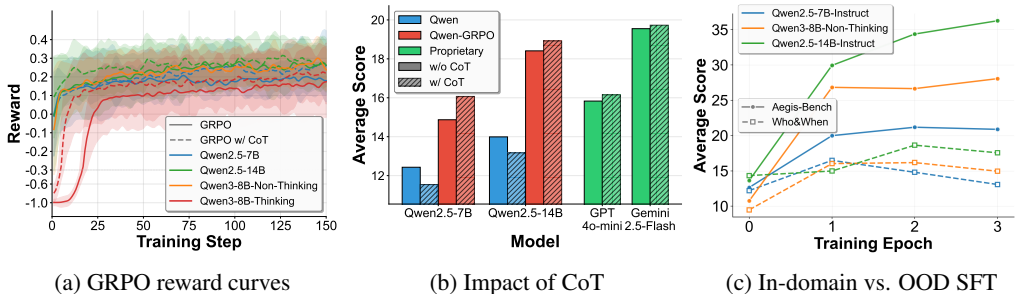 Reward
0.4
0.3
0.2
0.1
-0.0
-0.1
-0.2
-0.3
-0.6
-1.0
GRPO
GRPO w/ CoT
Qwen2.5-7B
Qwen2.5-14B
Qwen3-8B-Non-Thinking
Qwen3-8B-Thinking
0 25 50 75 100 125 150
Training Step
(a) GRPO reward curves
Average Score
20
18
16
14
12
Qwen
Qwen-GRPO
Proprietary
w/o CoT
w/ CoT
Qwen2.5-7B Qwen2.5-14B GPT 4o-mini Gemini 2.5-Flash
Model
(b) Impact of CoT
Average Score
35
30
25
20
15
10
Qwen2.5-7B-Instruct
Qwen3-8B-Non-Thinking
Qwen2.5-14B-Instruct
Aegis-Bench
Who&When
0 1 2 3
Training Epoch
(c) In-domain vs. OOD SFT